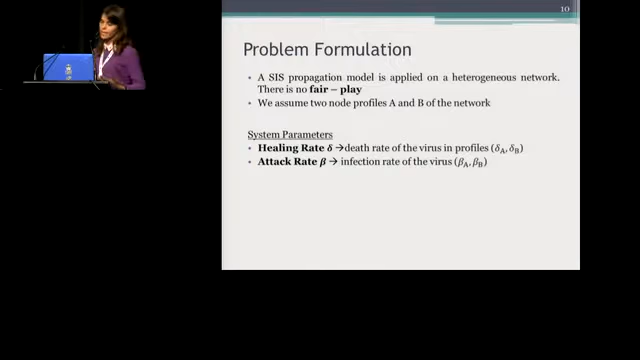 10
Problem Formulation
• A SIS propagation model is applied on a heterogeneous network.
There is no fair – play
• We assume two node profiles A and B of the network
System Parameters
• Healing Rate δ →death rate of the virus in profiles (δA, δB)
• Attack Rate β → infection rate of the virus (βA, βB)